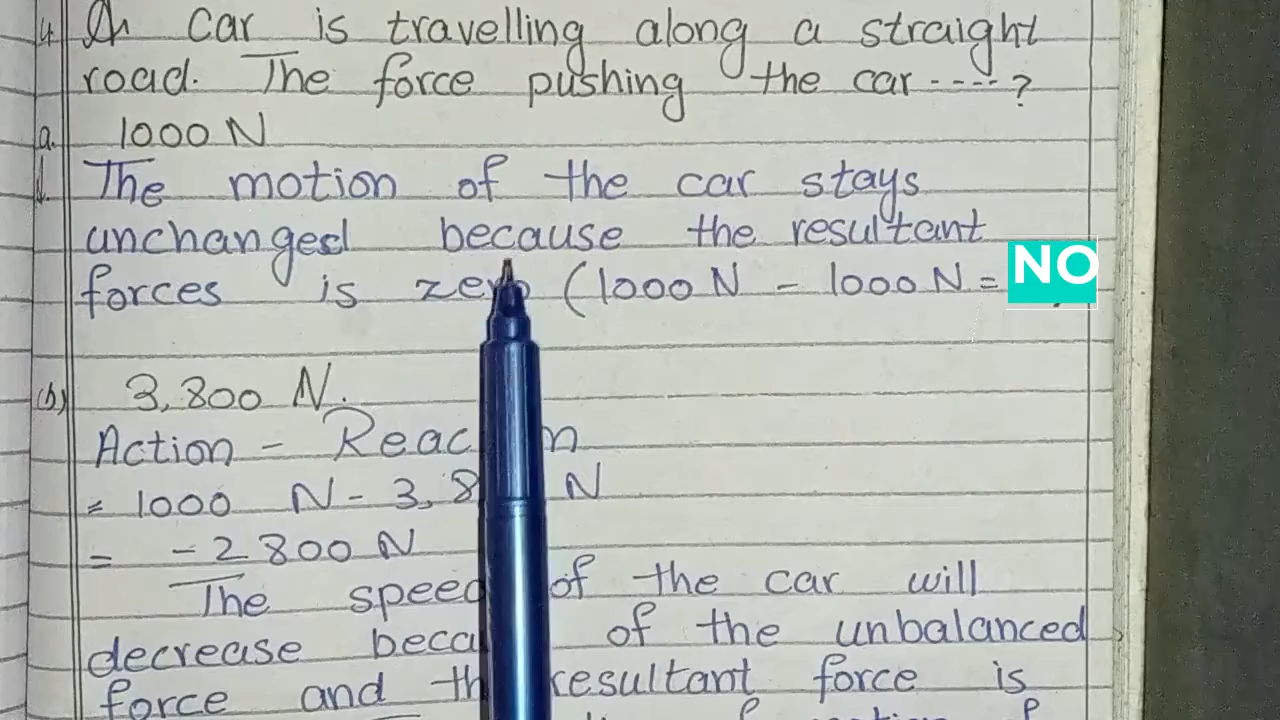 4. A car is travelling along a straight
road. The force pushing the car ----?
a. 1000 N
The motion of the car stays
unchanged because the resultant
forces is zero (1000 N - 1000 N = NO
(b) 3,800 N.
Action - Reac n
= 1000 N - 3,8 N
= -2800 N
The speed of the car will
decrease beca of the unbalanced
force and th resultant force is